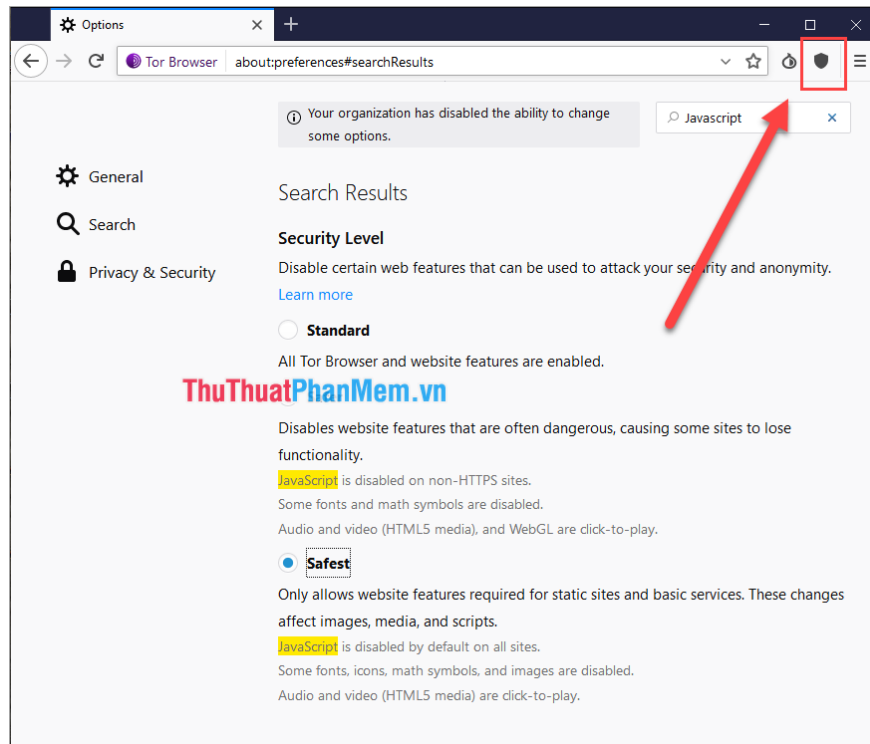 Options
Tor Browser
about:preferences#searchResults
Your organization has disabled the ability to change
some options.
Javascript
General
Search
Privacy & Security
Search Results
Security Level
Disable certain web features that can be used to attack your security and anonymity.
Learn more
Standard
All Tor Browser and website features are enabled.
ThuThuatPhanMem.vn
Disables website features that are often dangerous, causing some sites to lose
functionality.
JavaScript is disabled on non-HTTPS sites.
Some fonts and math symbols are disabled.
Audio and video (HTML5 media), and WebGL are click-to-play.
Safest
Only allows website features required for static sites and basic services. These changes
affect images, media, and scripts.
JavaScript is disabled by default on all sites.
Some fonts, icons, math symbols, and images are disabled.
Audio and video (HTML5 media) are click-to-play.